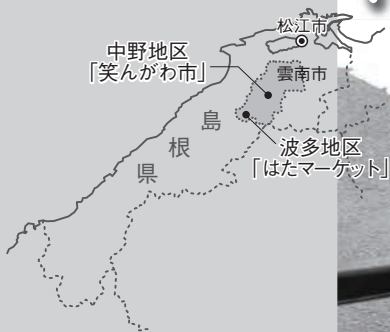 松江市
中野地区
「笑んがわ市」
雲南市
島
根
県
波多地区
「はたマーケット」